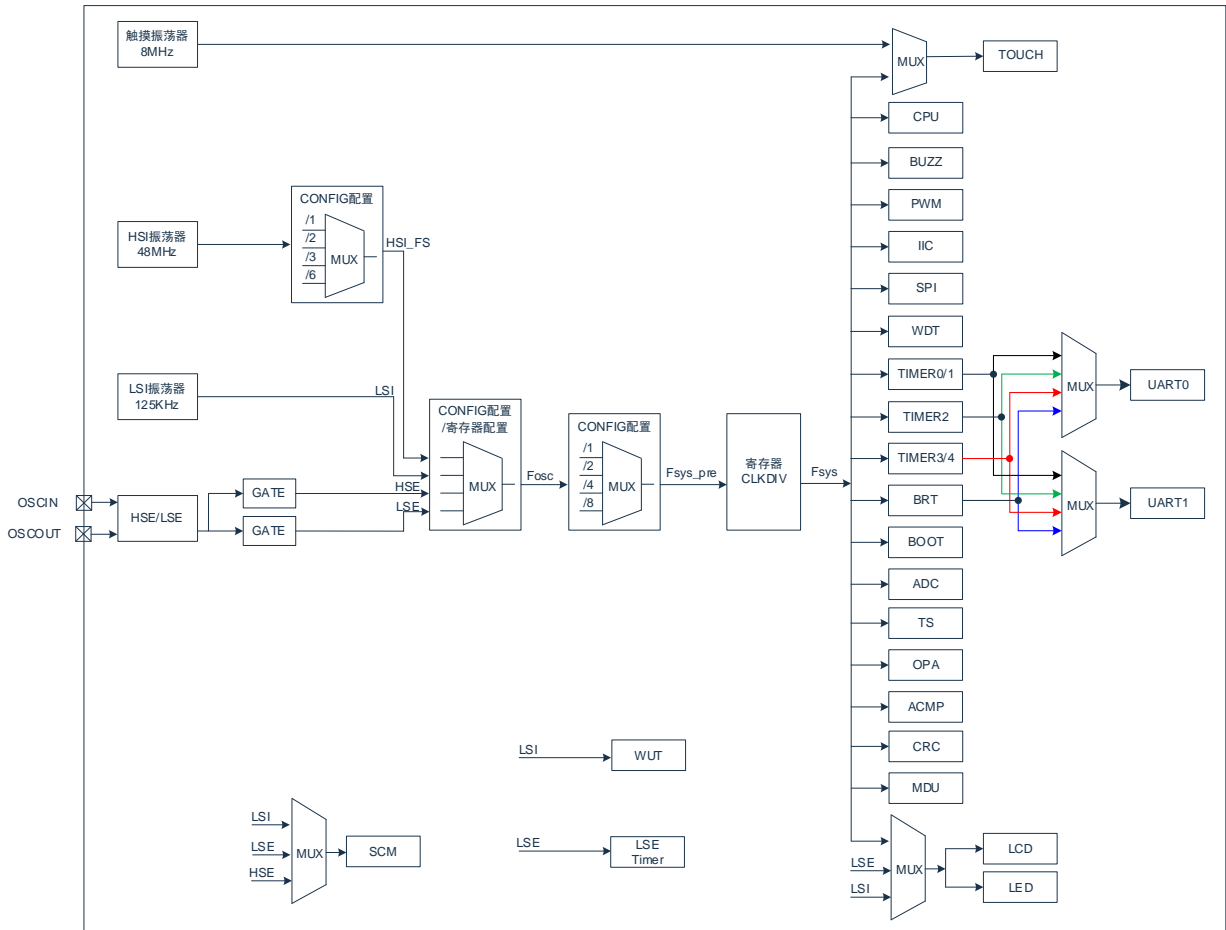 触摸振荡器
8MHz
MUX
TOUCH
CPU
BUZZ
PWM
IIC
SPI
WDT
TIMER0/1
TIMER2
TIMER3/4
BRT
BOOT
ADC
TS
OPA
ACMP
CRC
MDU
MUX
UART0
MUX
UART1
HSI振荡器
48MHz
CONFIG配置
/1
/2
/3
/6
MUX
HSI_FS
LSI振荡器
125KHz
LSI
OSCIN
OSCOUT
HSE/LSE
GATE
GATE
HSE
LSE
CONFIG配置
/寄存器配置
MUX
Fosc
CONFIG配置
/1
/2
/4
/8
MUX
Fsys_pre
寄存器
CLKDIV
Fsys
LSI
WUT
LSE
LSE
Timer
LSI
LSE
HSE
MUX
SCM
LSE
LSI
MUX
LCD
LED